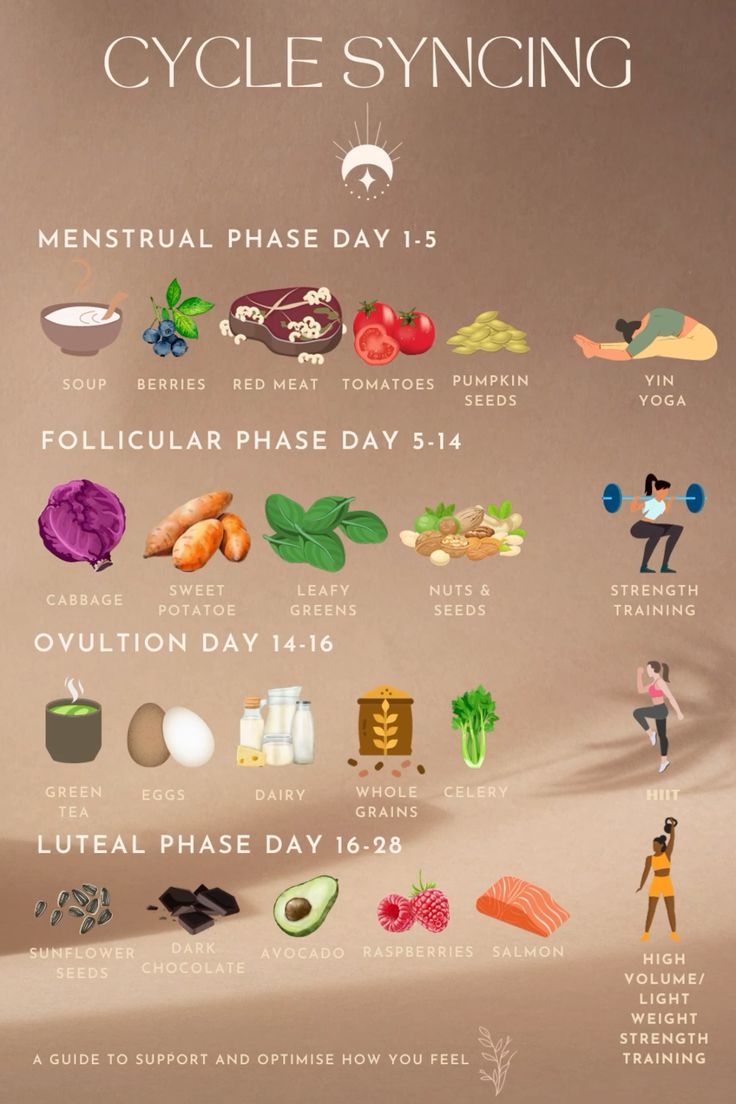 CYCLE SYNCING
MENSTRUAL PHASE DAY 1-5
SOUP
BERRIES
RED MEAT
TOMATOES
PUMPKIN
SEEDS
YIN
YOGA
FOLLICULAR PHASE DAY 5-14
CABBAGE
SWEET
POTATOE
LEAFY
GREENS
NUTS &
SEEDS
STRENGTH
TRAINING
OVULTION DAY 14-16
GREEN
TEA
EGGS
DAIRY
WHOLE
GRAINS
CELERY
HIIT
LUTEAL PHASE DAY 16-28
SUNFLOWER
SEEDS
DARK
CHOCOLATE
AVOCADO
RASPBERRIES
SALMON
HIGH
VOLUME/
LIGHT
WEIGHT
STRENGTH
TRAINING
A GUIDE TO SUPPORT AND OPTIMISE HOW YOU FEEL